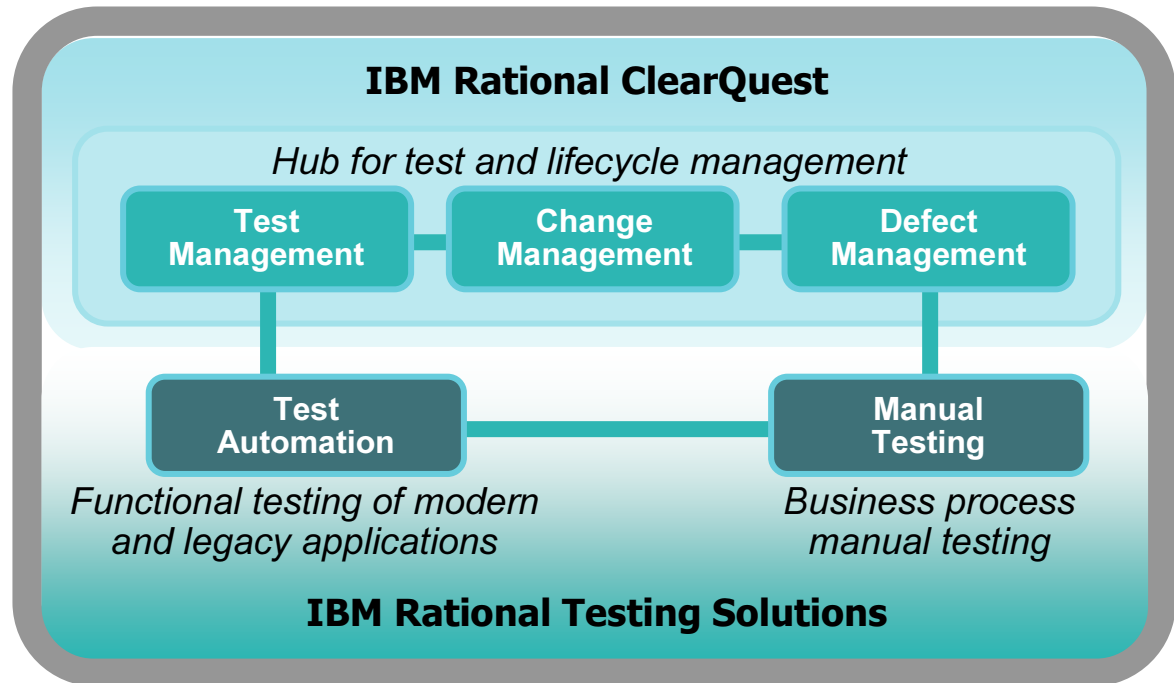 IBM Rational ClearQuest
Hub for test and lifecycle management
Test
Management
Change
Management
Defect
Management
Test
Automation
Manual
Testing
Functional testing of modern
and legacy applications
Business process
manual testing
IBM Rational Testing Solutions